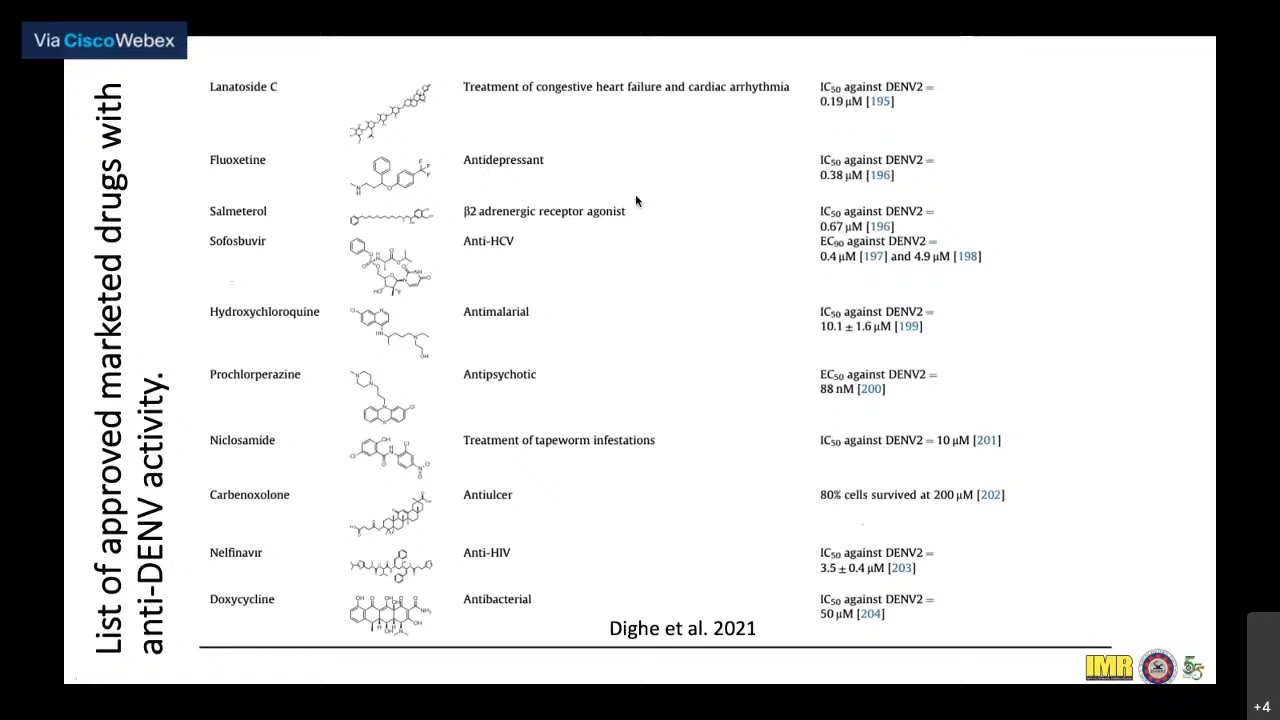 Via Cisco Webex
List of approved marketed drugs with
anti-DENV activity.
Lanatoside C
Treatment of congestive heart failure and cardiac arrhythmia
IC50 against DENV2 =
0.19 μM [195]
Fluoxetine
Antidepressant
IC50 against DENV2 =
0.38 μM [196]
Salmeterol
β2 adrenergic receptor agonist
IC50 against DENV2 =
0.67 μM [196]
Sofosbuvir
Anti-HCV
EC90 against DENV2 =
0.4 μM [197] and 4.9 μM [198]
Hydroxychloroquine
Antimalarial
IC50 against DENV2 =
10.1 ± 1.6 μM [199]
Prochlorperazine
Antipsychotic
EC50 against DENV2 =
88 nM [200]
Niclosamide
Treatment of tapeworm infestations
IC50 against DENV2 = 10 μM [201]
Carbenoxolone
Antiulcer
80% cells survived at 200 μM [202]
Nelfinavir
Anti-HIV
IC50 against DENV2 =
3.5 ± 0.4 μM [203]
Doxycycline
Antibacterial
IC50 against DENV2 =
50 μM [204]
Dighe et al. 2021
IMR
55
+4